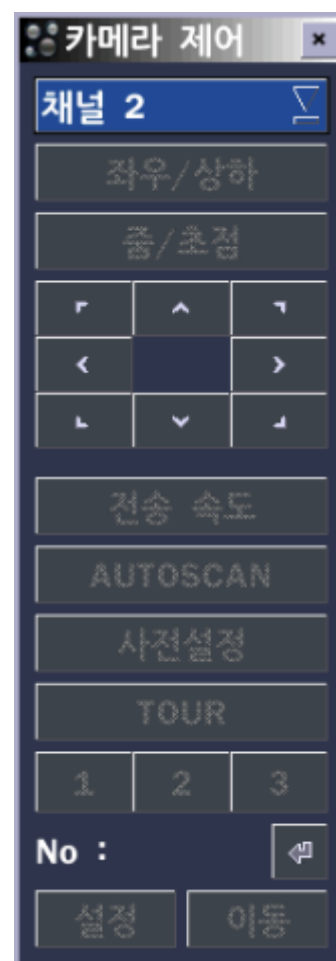 카메라 제어
채널 2
좌우/상하
줌/초점
전송 속도
AUTOSCAN
사전설정
TOUR
1 2 3
No :
설정 이동